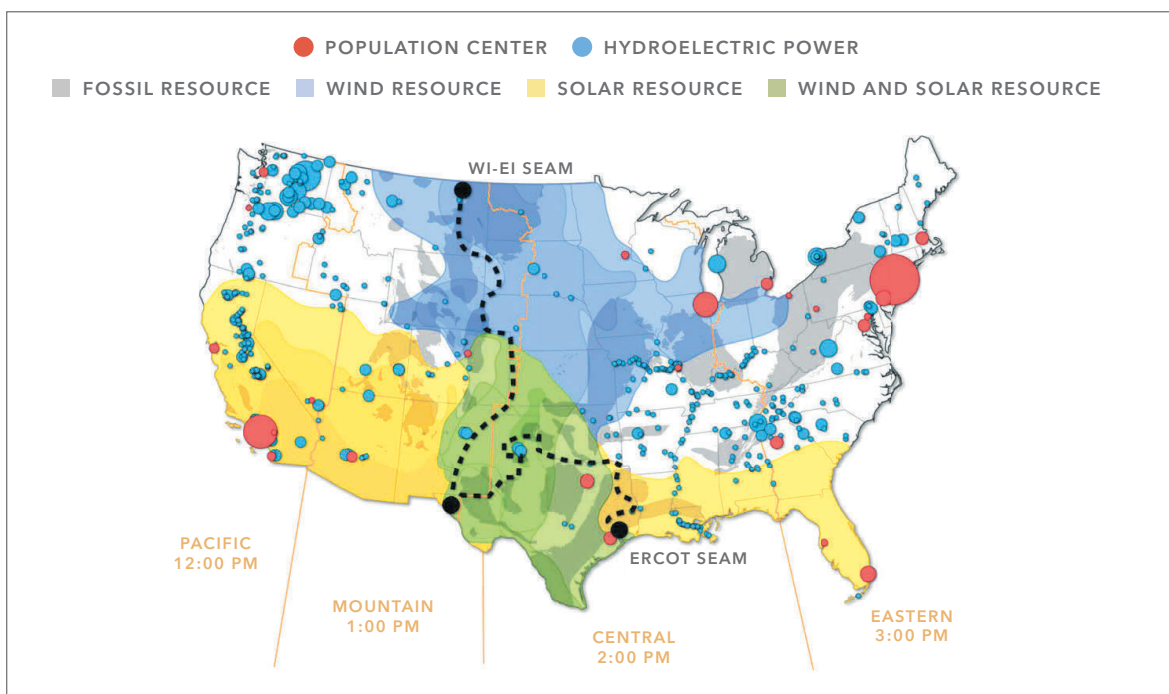 POPULATION CENTER HYDROELECTRIC POWER
FOSSIL RESOURCE WIND RESOURCE SOLAR RESOURCE WIND AND SOLAR RESOURCE
WI-EI SEAM
ERCOT SEAM
PACIFIC
12:00 PM
MOUNTAIN
1:00 PM
CENTRAL
2:00 PM
EASTERN
3:00 PM